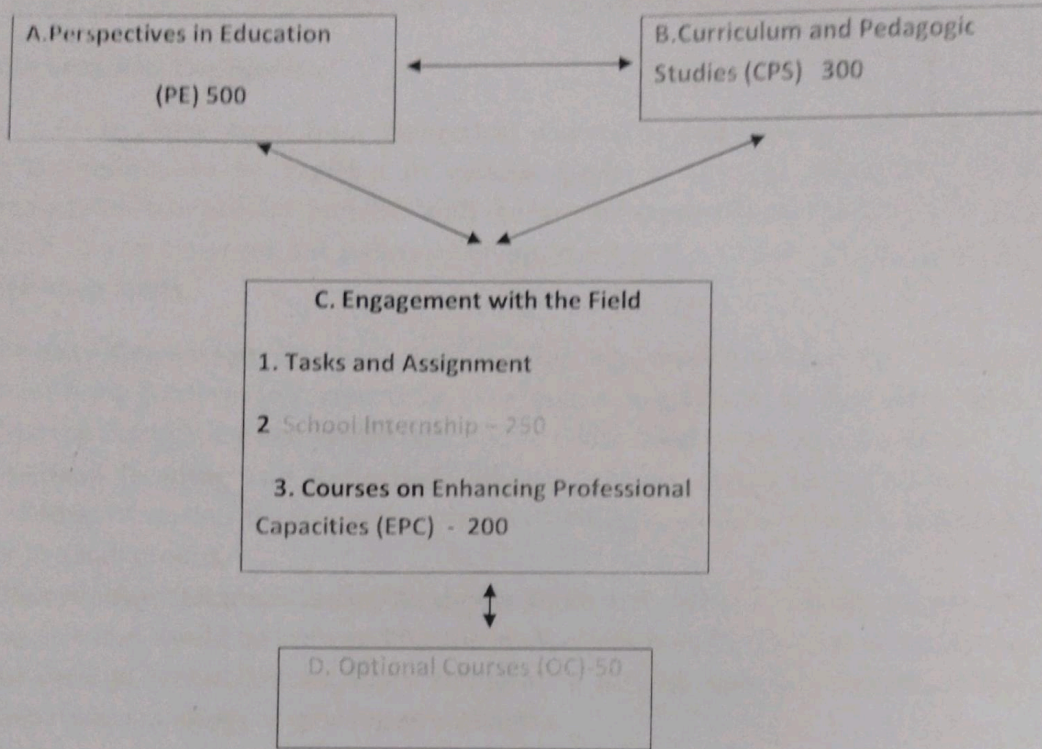 A.Perspectives in Education
(PE) 500
B.Curriculum and Pedagogic
Studies (CPS) 300
C. Engagement with the Field
1. Tasks and Assignment
2 School Internship – 250
3. Courses on Enhancing Professional
Capacities (EPC) - 200
D. Optional Courses (OC)-50